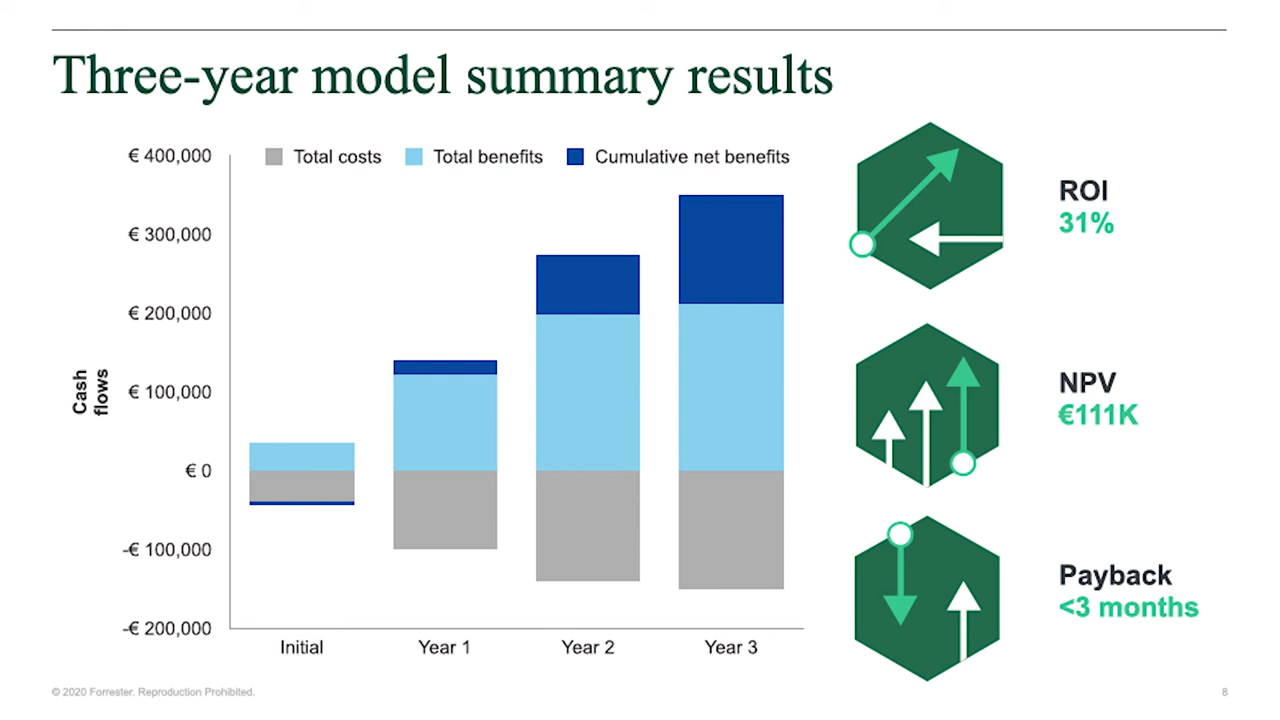 Three-year model summary results
€ 400,000
Total costs
Total benefits
Cumulative net benefits
€ 300,000
€ 200,000
€ 100,000
€ 0
-€ 100,000
-€ 200,000
Cash
flows
Initial
Year 1
Year 2
Year 3
ROI
31%
NPV
€111K
Payback
<3 months
© 2020 Forrester. Reproduction Prohibited.
8